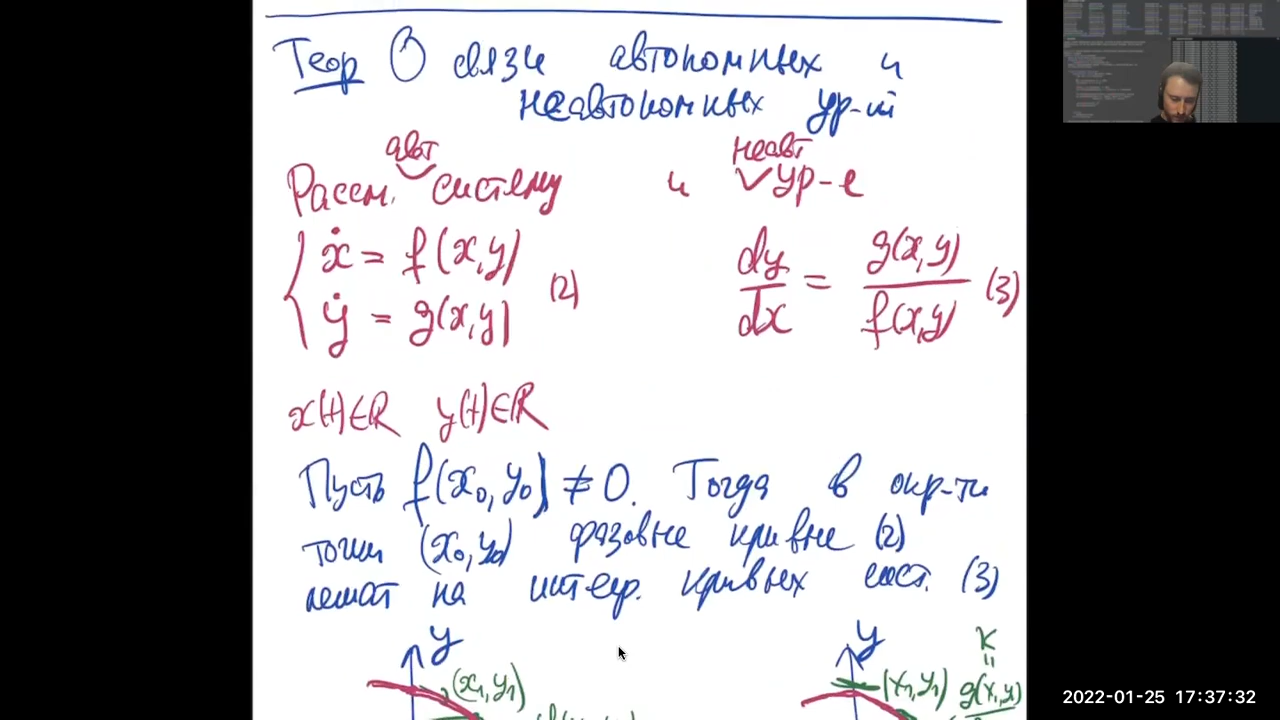 Теор О связи автономных и
неавтономных ур-й
авт неавт
Рассм. систему и ур-е
ẋ = f(x,y)
ẏ = g(x,y) (2)
dy/dx = g(x,y)/f(x,y) (3)
x(t)∈ℝ y(t)∈ℝ
Пусть f(x₀,y₀) ≠ 0. Тогда в окр-ти
точки (x₀,y₀) фазовые кривые (2)
лежат на интегр. кривых сист. (3)
y y K
=
(x₁,y₁) (x₁,y₁) g(x,y)
2022-01-25 17:37:32